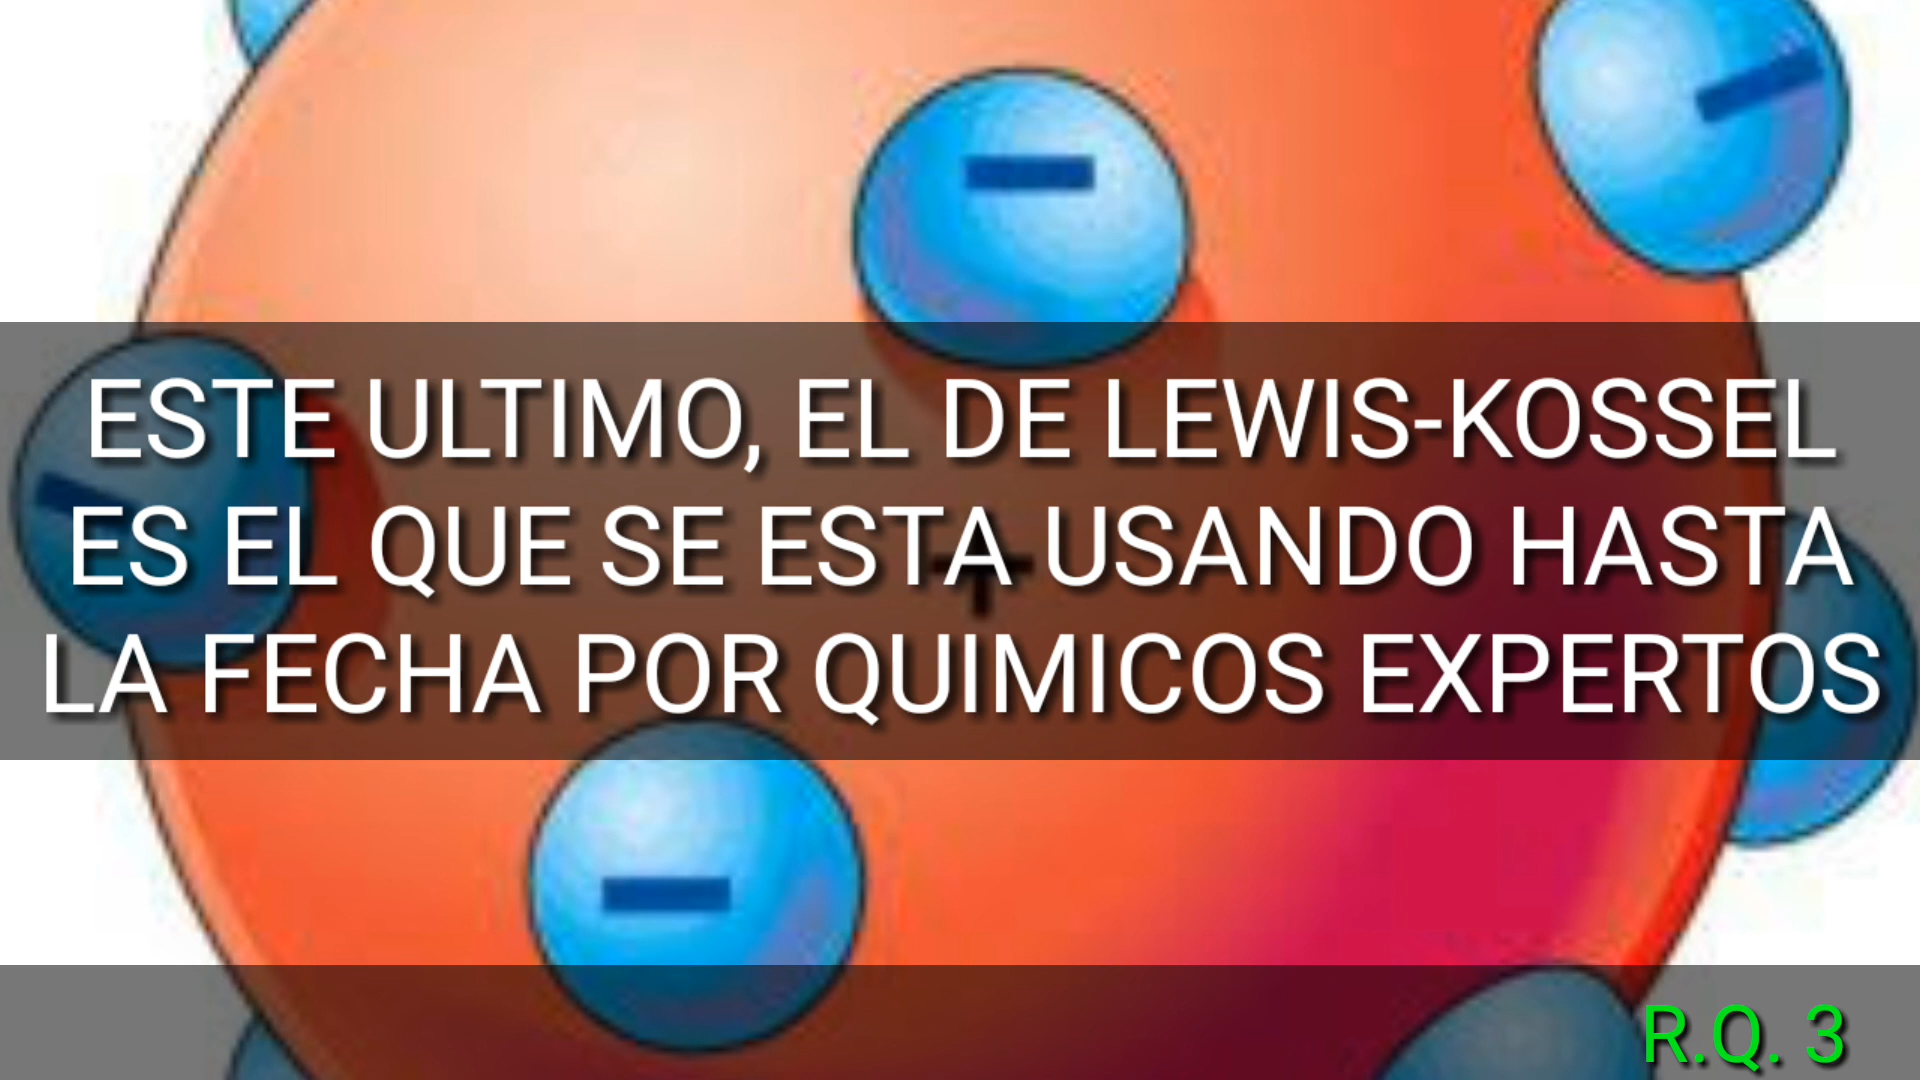 ESTE ULTIMO, EL DE LEWIS-KOSSEL
ES EL QUE SE ESTA USANDO HASTA
LA FECHA POR QUIMICOS EXPERTOS
R.Q. 3